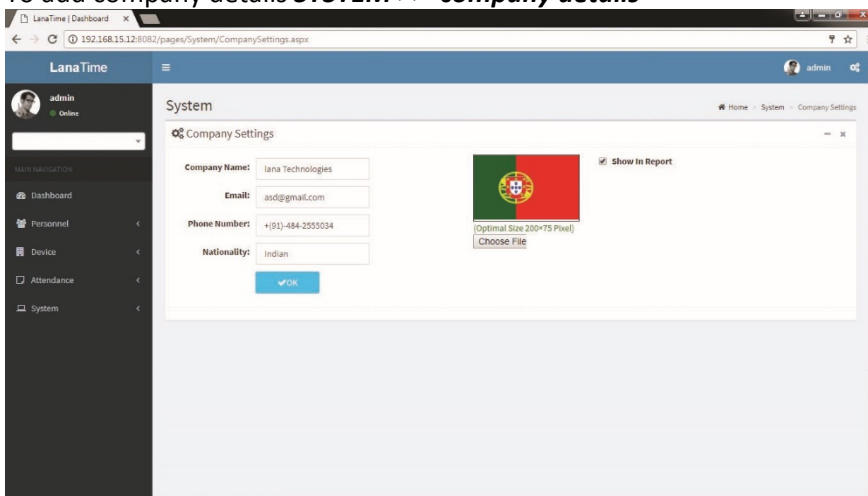 To add company details SYSTEM >> company details
LanaTime | Dashboard
192.168.15.12:8082/pages/System/CompanySettings.aspx
LanaTime
admin
admin
Online
System
Home > System > Company Settings
Company Settings
MAIN NAVIGATION
Dashboard
Personnel
Device
Attendance
System
Company Name: lana Technologies
Email: asd@gmail.com
Phone Number: +(91)-484-2555034
Nationality: Indian
OK
(Optimal Size 200*75 Pixel)
Choose File
Show In Report